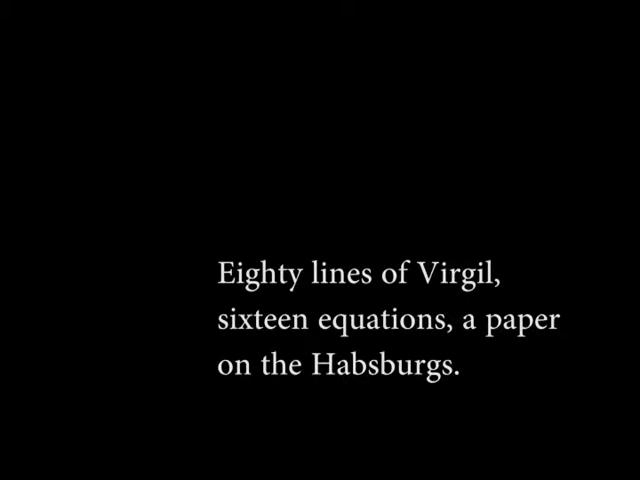 Eighty lines of Virgil,
sixteen equations, a paper
on the Habsburgs.